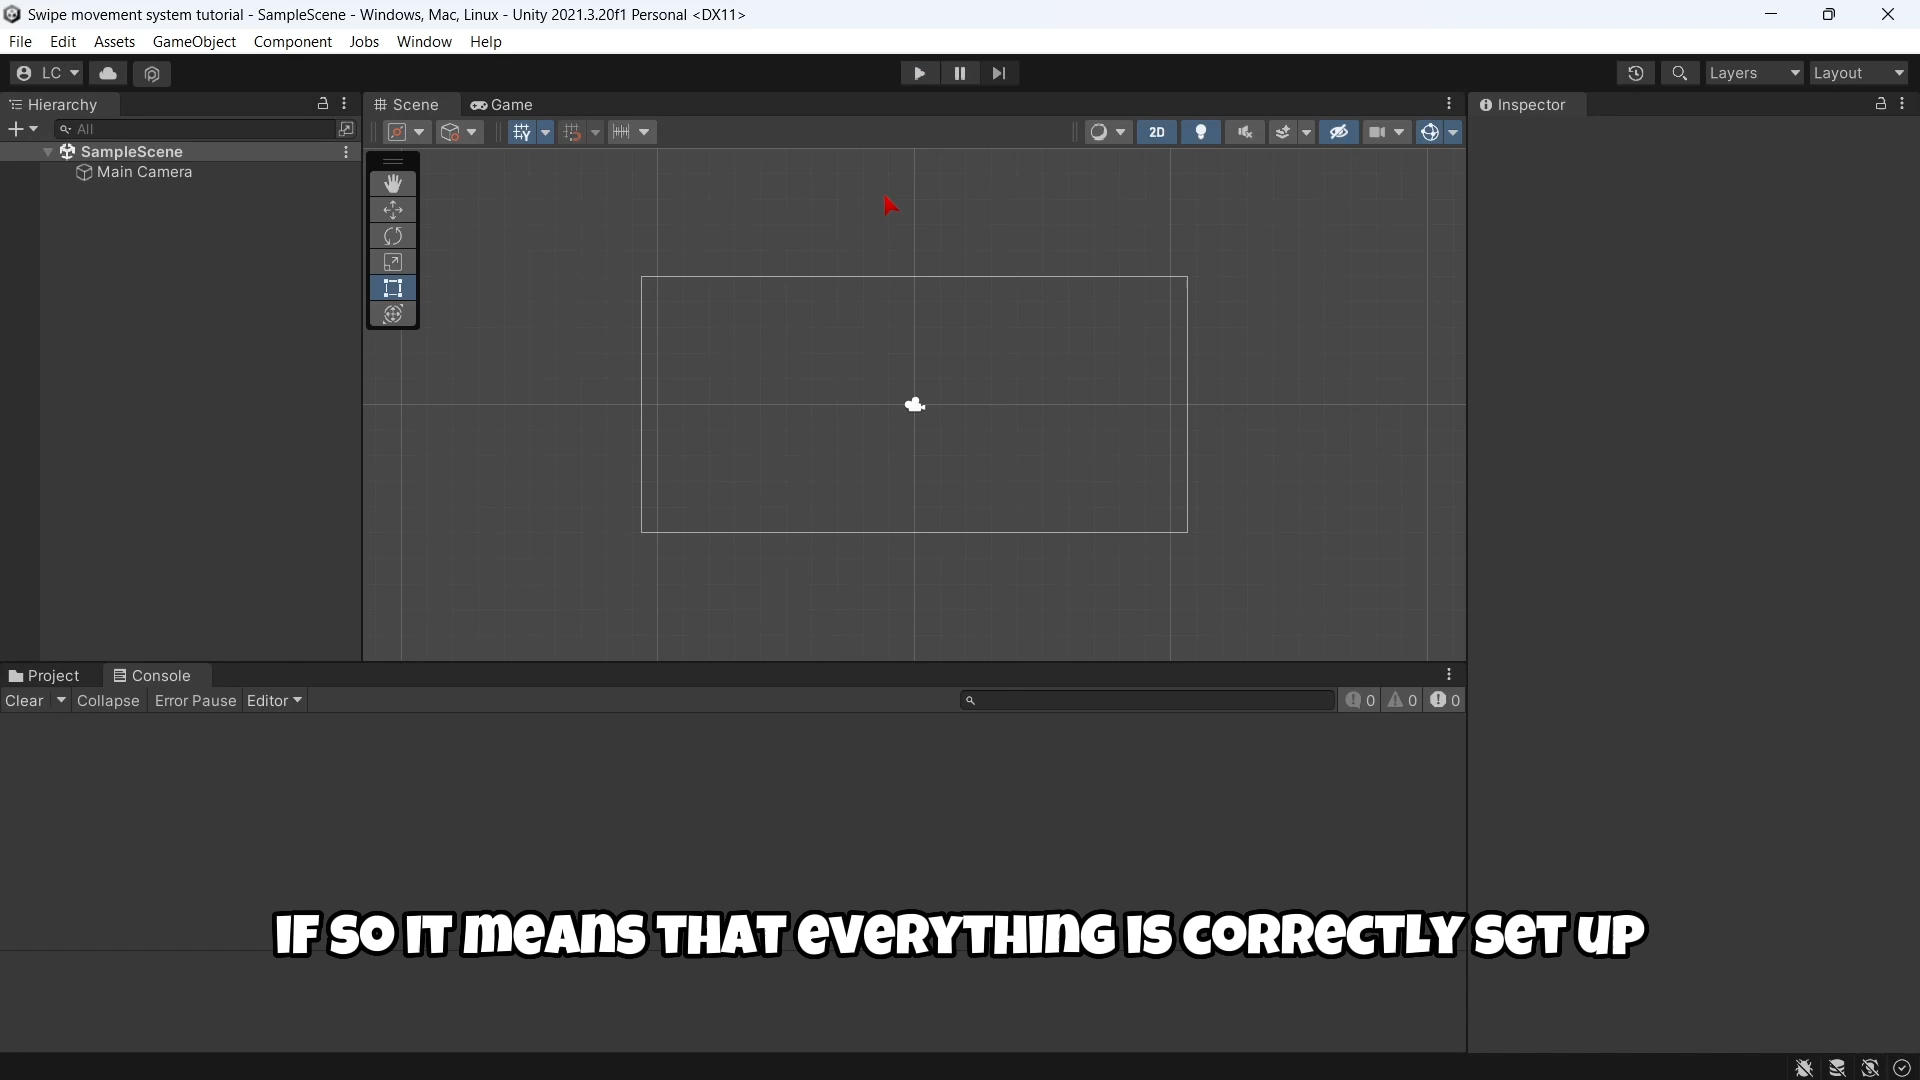 Swipe movement system tutorial - SampleScene - Windows, Mac, Linux - Unity 2021.3.20f1 Personal <DX11>
File Edit Assets GameObject Component Jobs Window Help
LC Layers Layout
Hierarchy Scene Game Inspector
All 2D
SampleScene
Main Camera
Project Console
Clear Collapse Error Pause Editor 0 0 0
IF SO IT MEANS THAT EVERYTHING IS CORRECTLY SET UP